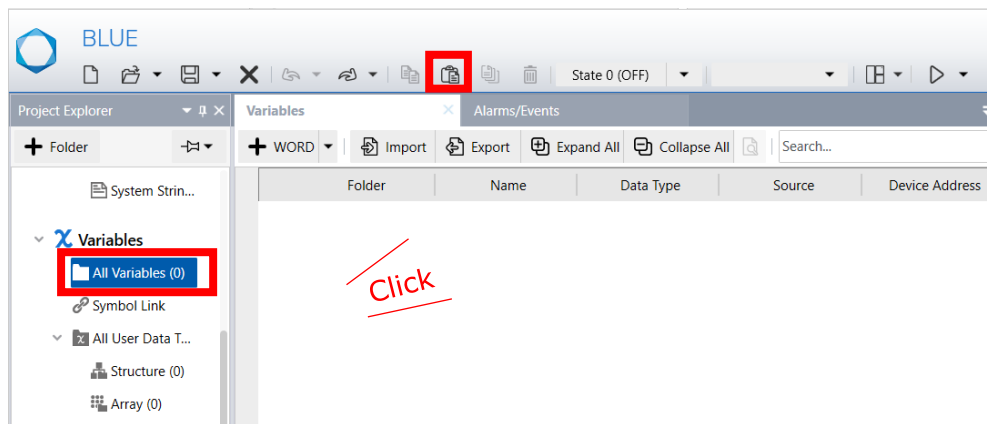 BLUE
State 0 (OFF)
Project Explorer
Variables
Alarms/Events
Folder
WORD
Import
Export
Expand All
Collapse All
Search...
Folder Name Data Type Source Device Address
System Strin...
Variables
All Variables (0)
Symbol Link
All User Data T...
Structure (0)
Array (0)
Click